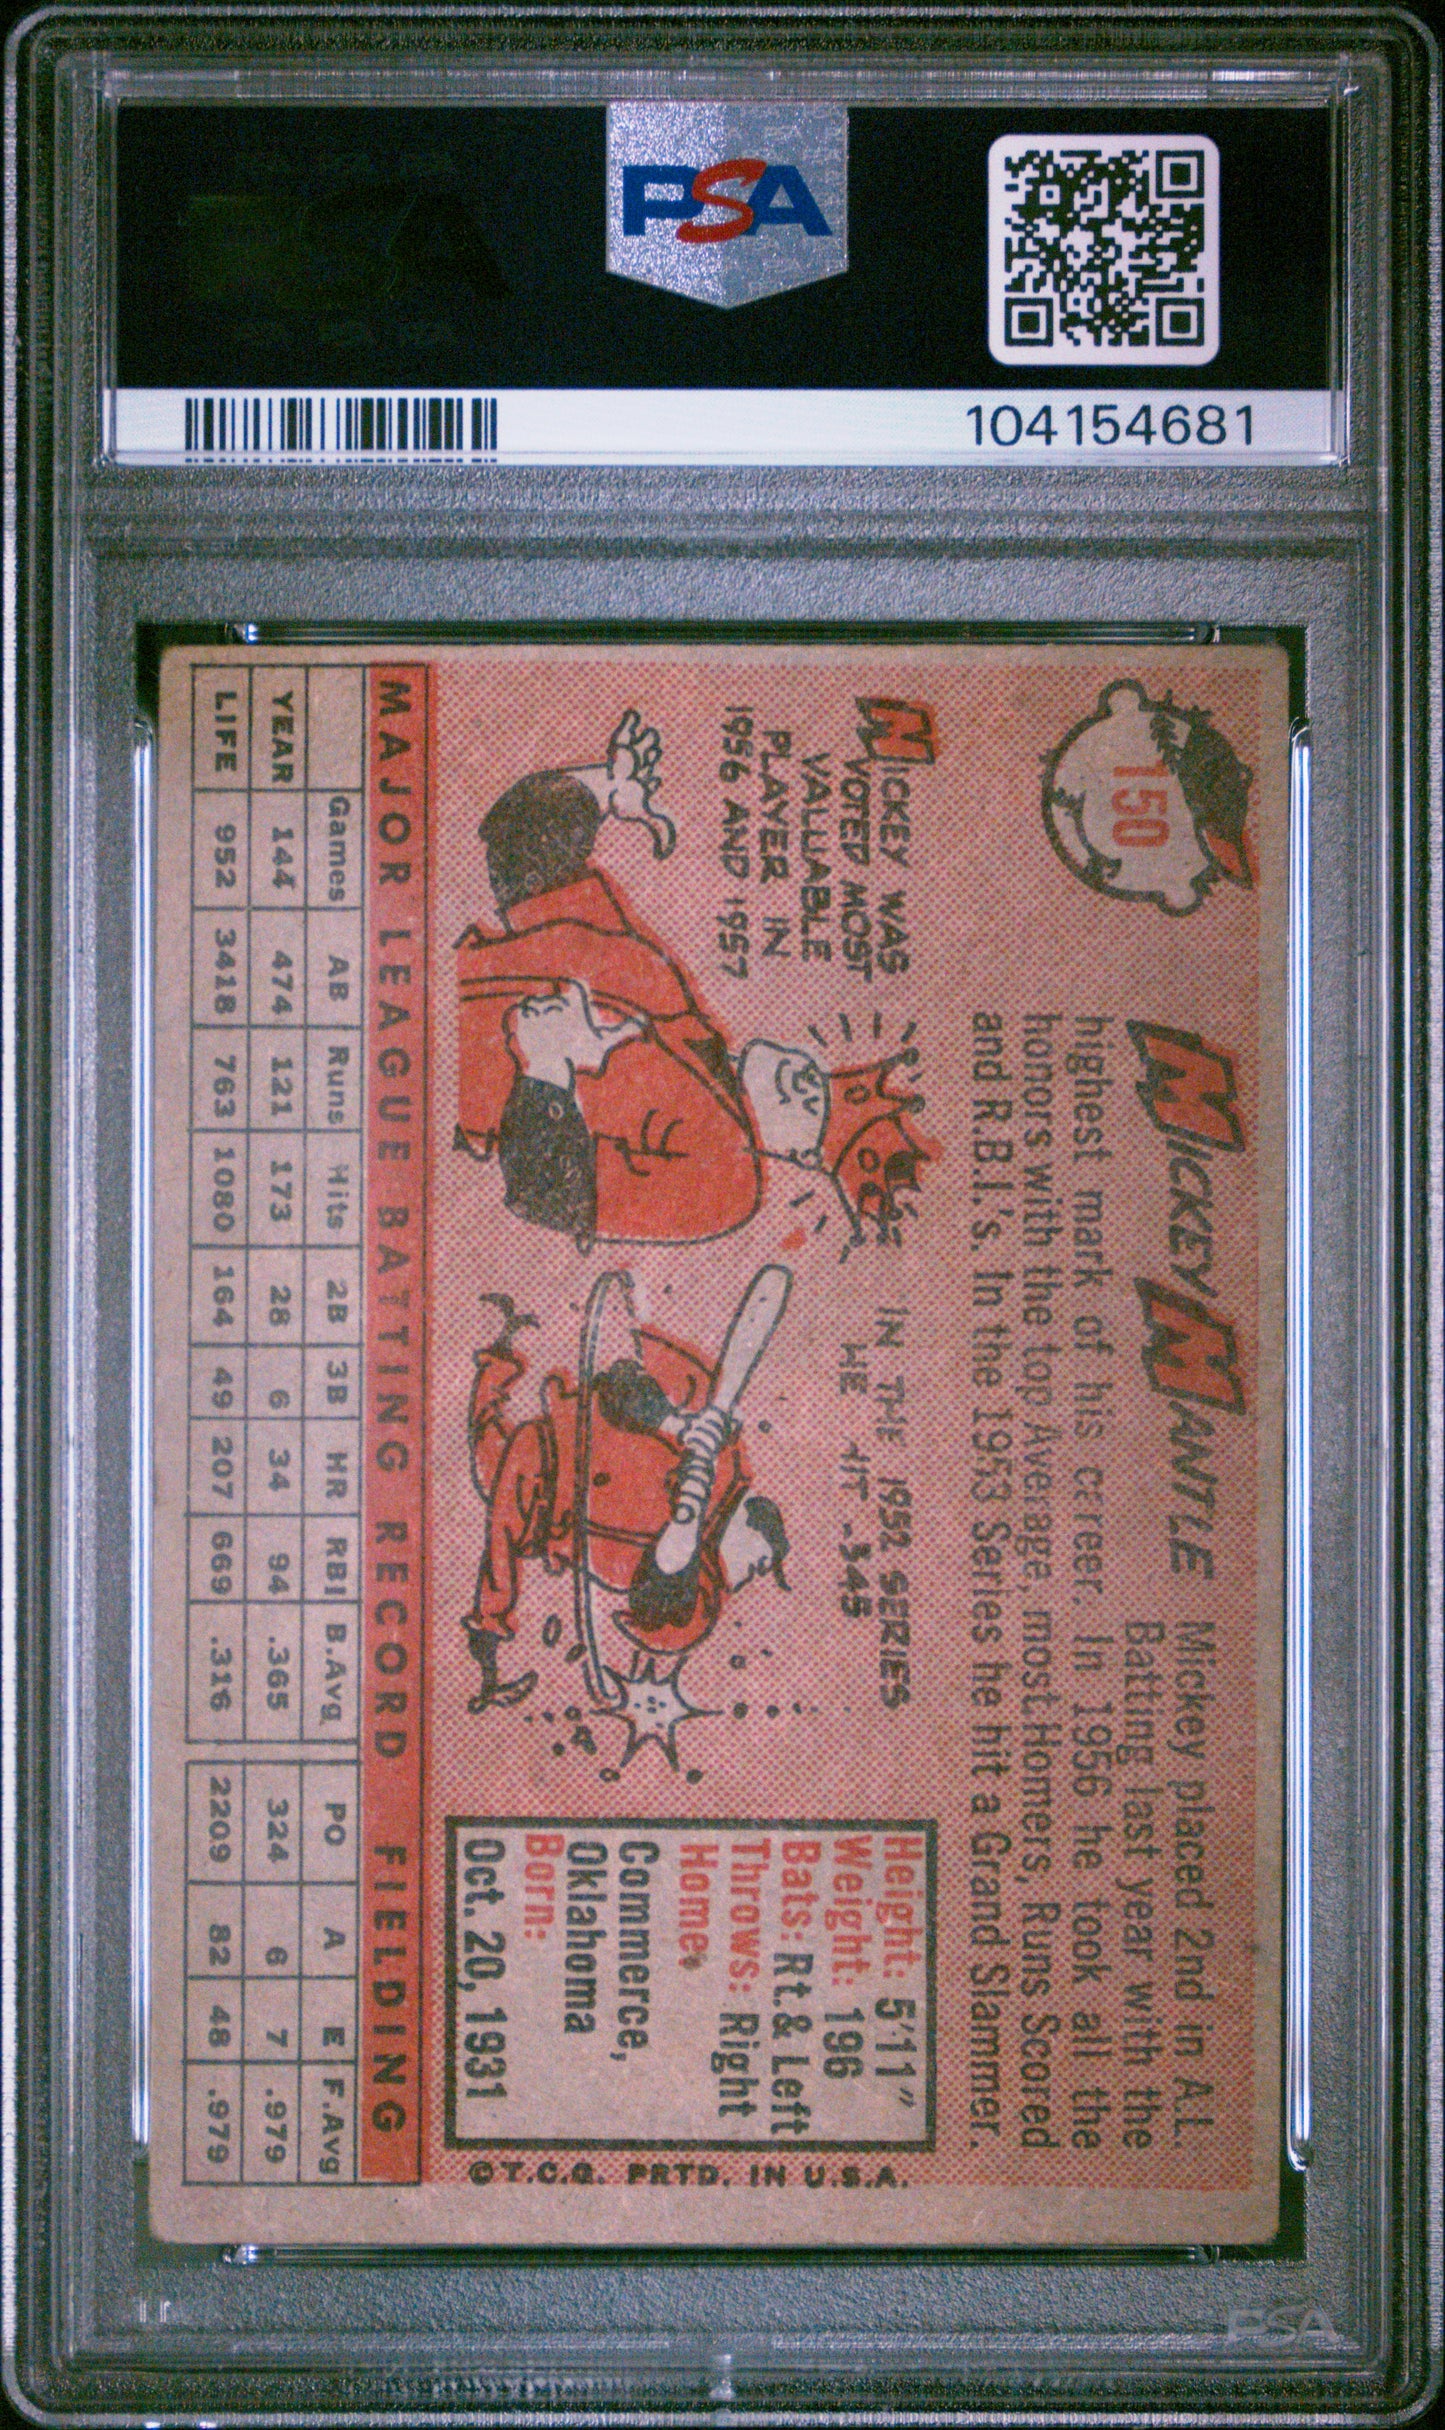 PSA
104154681
150
MICKEY MANTLE
Mickey placed 2nd in A.L.
Batting last year with the
highest mark of his career. In 1956 he took all the
honors with the top Average, most Homers, Runs Scored
and R.B.I.'s. In the 1953 Series he hit a Grand Slammer.
MICKEY WAS
VOTED MOST
VALUABLE
PLAYER IN
1956 AND 1957
IN THE 1952 SERIES
HE HIT .345
Height: 5'11"
Weight: 196
Bats: Rt. & Left
Throws: Right
Home:
Commerce,
Oklahoma
Born:
Oct. 20, 1931
© T.C.G. PRTD. IN U.S.A.
MAJOR LEAGUE BATTING RECORD FIELDING
Games AB Runs Hits 2B 3B HR RBI B.Avg. PO A E F.Avg
YEAR 144 474 121 173 28 6 34 94 .365 324 6 7 .979
LIFE 952 3418 763 1080 164 49 207 669 .316 2209 82 48 .979
PSA